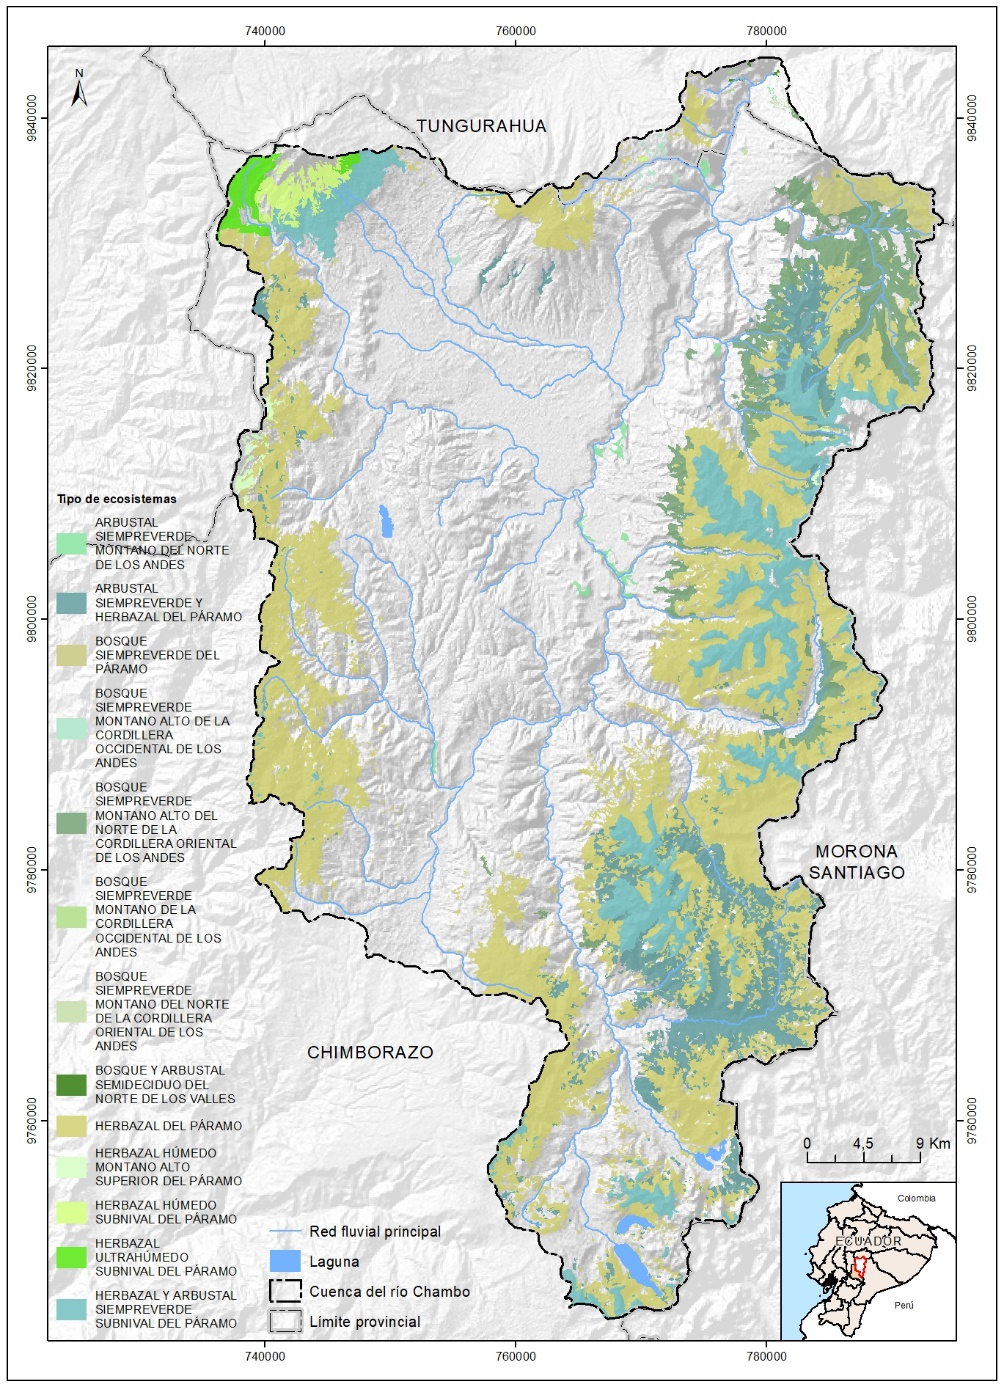 740000
760000
780000
N
9840000
9840000
TUNGURAHUA
9820000
9820000
Tipo de ecosistemas
ARBUSTAL
SIEMPREVERDE
MONTANO DEL NORTE
DE LOS ANDES
ARBUSTAL
SIEMPREVERDE Y
HERBAZAL DEL PÁRAMO
9800000
9800000
BOSQUE
SIEMPREVERDE DEL
PÁRAMO
BOSQUE
SIEMPREVERDE
MONTANO ALTO DE LA
CORDILLERA
OCCIDENTAL DE LOS
ANDES
BOSQUE
SIEMPREVERDE
MONTANO ALTO DEL
NORTE DE LA
CORDILLERA ORIENTAL
DE LOS ANDES
MORONA
SANTIAGO
9780000
9780000
BOSQUE
SIEMPREVERDE
MONTANO DE LA
CORDILLERA
OCCIDENTAL DE LOS
ANDES
BOSQUE
SIEMPREVERDE
MONTANO DEL NORTE
DE LA CORDILLERA
ORIENTAL DE LOS
ANDES
CHIMBORAZO
BOSQUE Y ARBUSTAL
SEMIDECIDUO DEL
NORTE DE LOS VALLES
9760000
9760000
HERBAZAL DEL PÁRAMO
HERBAZAL HÚMEDO
MONTANO ALTO
SUPERIOR DEL PÁRAMO
HERBAZAL HÚMEDO
SUBNIVAL DEL PÁRAMO
HERBAZAL
ULTRAHÚMEDO
SUBNIVAL DEL PÁRAMO
HERBAZAL Y ARBUSTAL
SIEMPREVERDE
SUBNIVAL DEL PÁRAMO
Red fluvial principal
Laguna
Cuenca del río Chambo
Límite provincial
0 4,5 9 Km
Colombia
ECUADOR
Perú
740000
760000
780000